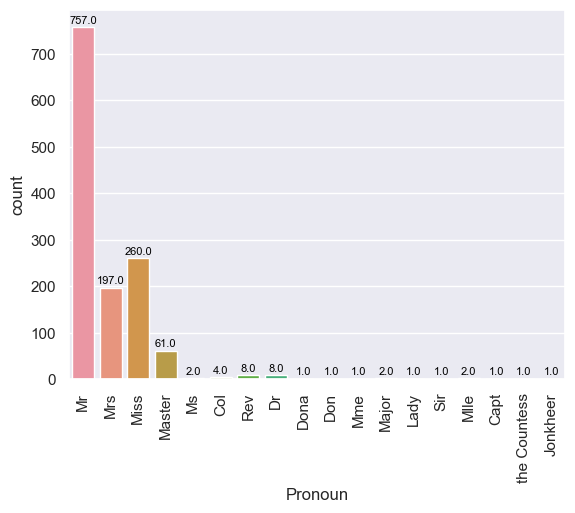 757.0
700
600
500
400
300
200
100
0
count
197.0
260.0
61.0
2.0
4.0
8.0
8.0
1.0
1.0
1.0
2.0
1.0
1.0
2.0
1.0
1.0
1.0
Mr
Mrs
Miss
Master
Ms
Col
Rev
Dr
Dona
Don
Mme
Major
Lady
Sir
Mlle
Capt
the Countess
Jonkheer
Pronoun